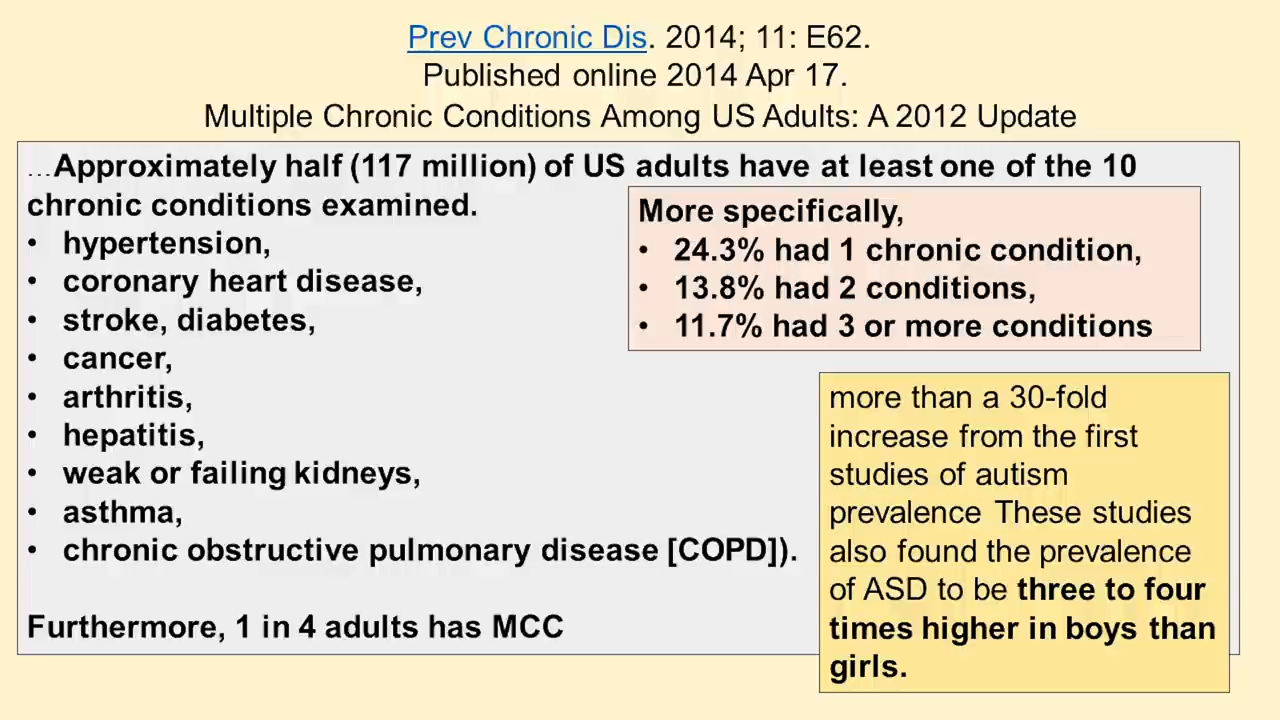 Prev Chronic Dis. 2014; 11: E62.
Published online 2014 Apr 17.
Multiple Chronic Conditions Among US Adults: A 2012 Update
…Approximately half (117 million) of US adults have at least one of the 10
chronic conditions examined.
• hypertension,
• coronary heart disease,
• stroke, diabetes,
• cancer,
• arthritis,
• hepatitis,
• weak or failing kidneys,
• asthma,
• chronic obstructive pulmonary disease [COPD]).
Furthermore, 1 in 4 adults has MCC
More specifically,
• 24.3% had 1 chronic condition,
• 13.8% had 2 conditions,
• 11.7% had 3 or more conditions
more than a 30-fold
increase from the first
studies of autism
prevalence These studies
also found the prevalence
of ASD to be three to four
times higher in boys than
girls.